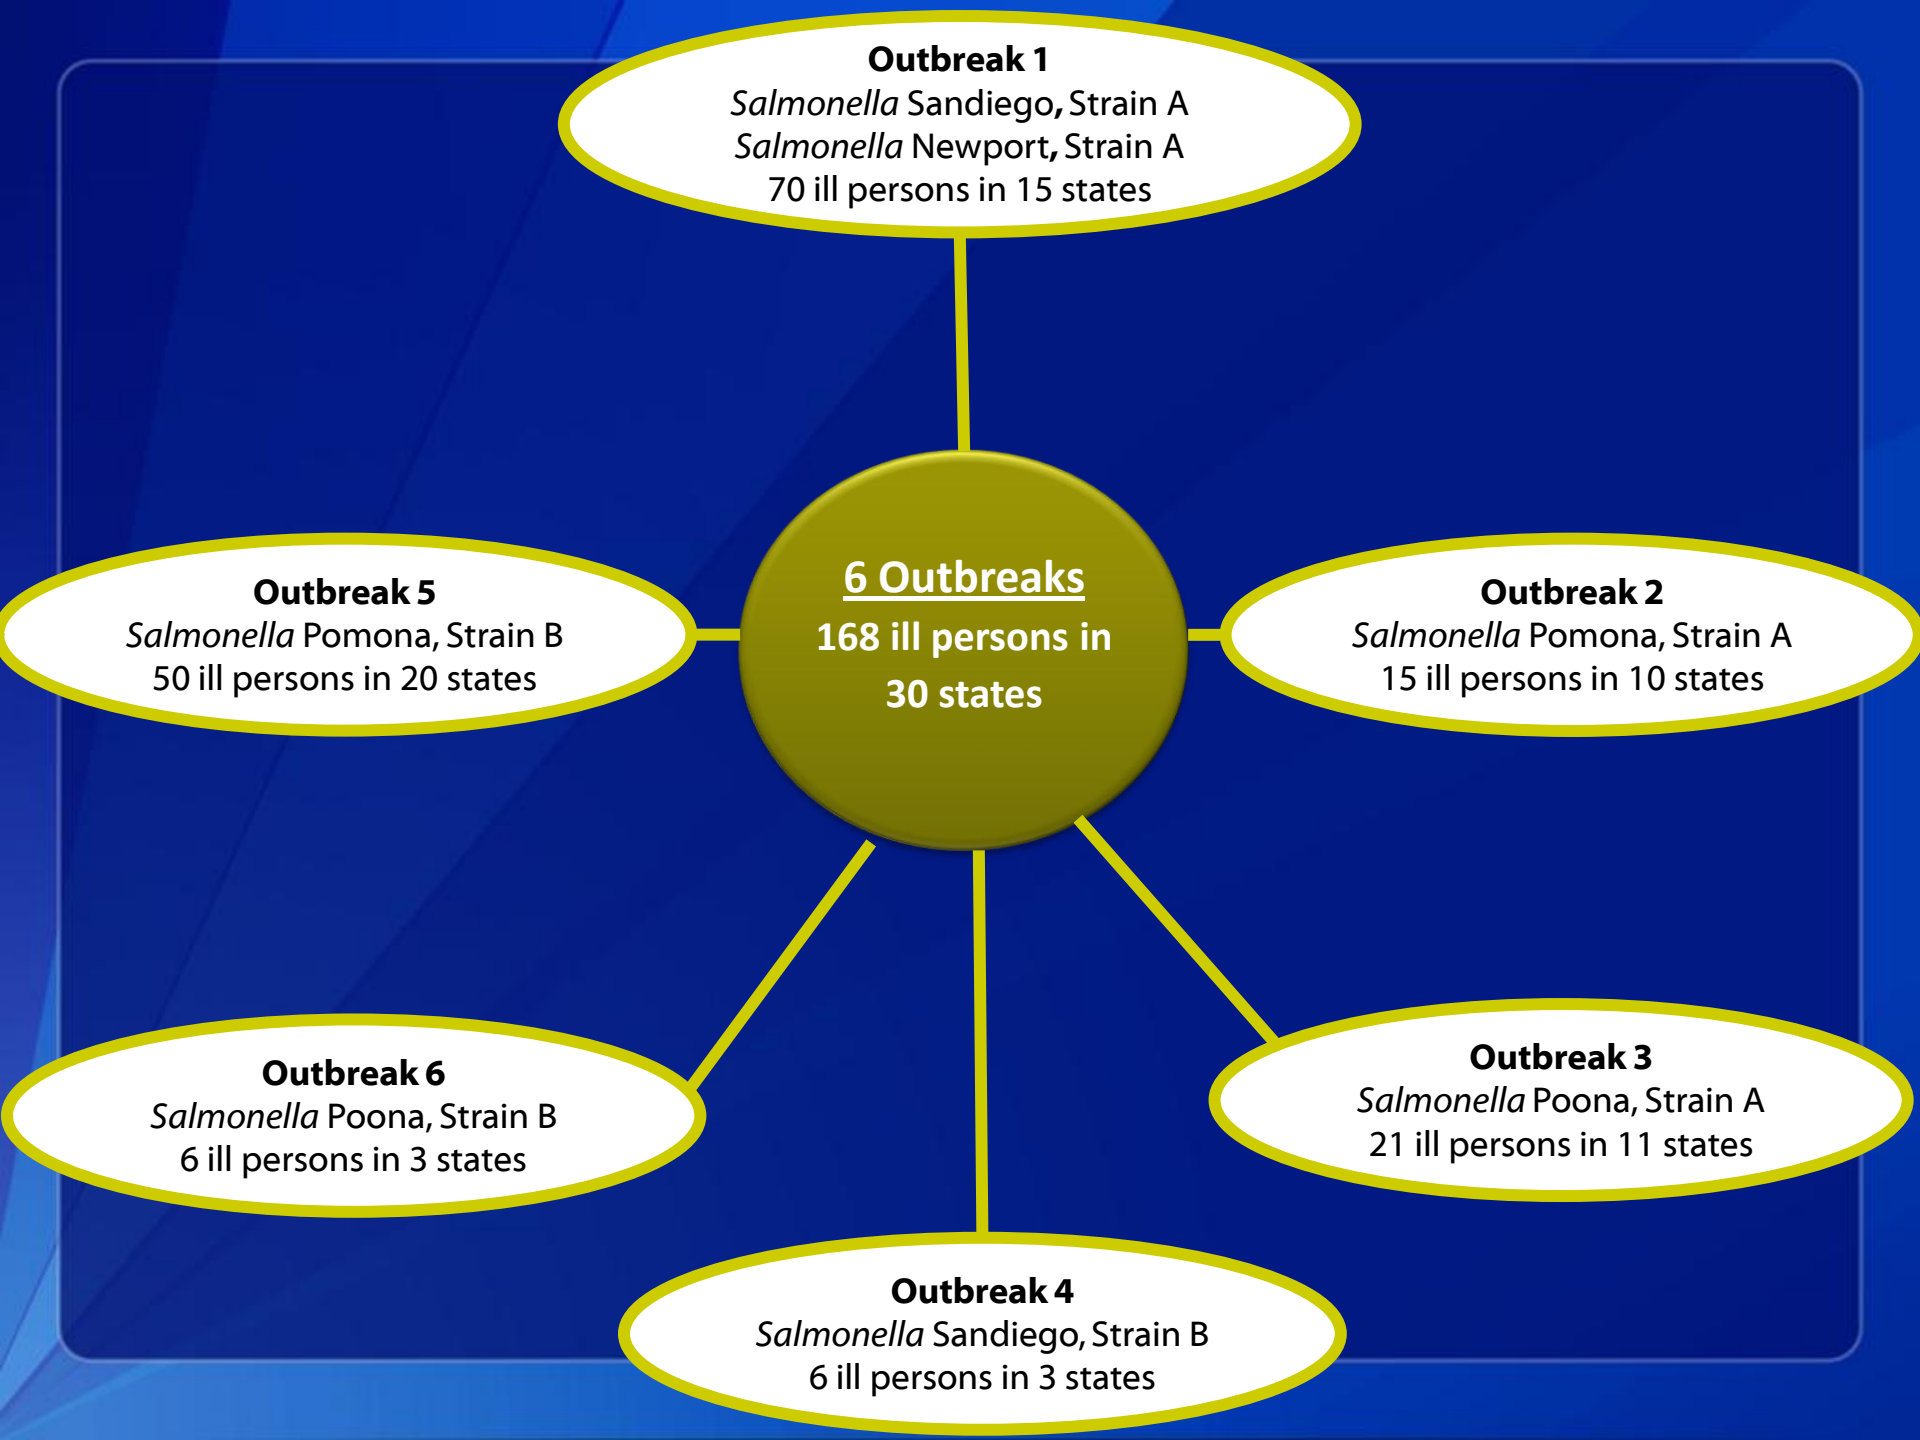 Outbreak 1
Salmonella Sandiego, Strain A
Salmonella Newport, Strain A
70 ill persons in 15 states
6 Outbreaks
168 ill persons in
30 states
Outbreak 5
Salmonella Pomona, Strain B
50 ill persons in 20 states
Outbreak 2
Salmonella Pomona, Strain A
15 ill persons in 10 states
Outbreak 6
Salmonella Poona, Strain B
6 ill persons in 3 states
Outbreak 3
Salmonella Poona, Strain A
21 ill persons in 11 states
Outbreak 4
Salmonella Sandiego, Strain B
6 ill persons in 3 states